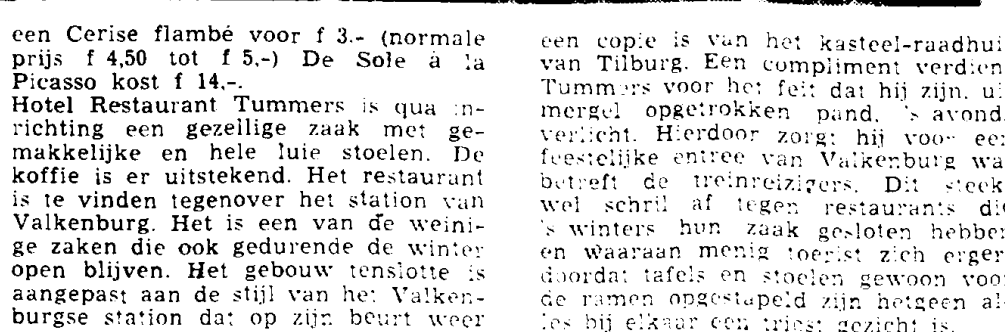 een Cerise flambé voor f 3.- (normale
prijs f 4,50 tot f 5,-) De Sole à la
Picasso kost f 14,-.
Hotel Restaurant Tummers is qua in-
richting een gezellige zaak met ge-
makkelijke en hele luie stoelen. De
koffie is er uitstekend. Het restaurant
is te vinden tegenover het station van
Valkenburg. Het is een van de weini-
ge zaken die ook gedurende de winter
open blijven. Het gebouw tenslotte is
aangepast aan de stijl van het Valken-
burgse station dat op zijn beurt weer
een copie is van het kasteel-raadhui
van Tilburg. Een compliment verdien
Tummers voor het feit dat hij zijn, ui
mergel opgetrokken pand, 's avond
verlicht. Hierdoor zorgt hij voor een
feestelijke entree van Valkenburg wa
betreft de treinreizigers. Dit steek
wel schril af tegen restaurants die
's winters hun zaak gesloten hebben
en waaraan menig toerist zich erger
doordat tafels en stoelen gewoon voor
de ramen opgestapeld zijn hetgeen al
les bij elkaar een triest gezicht is.